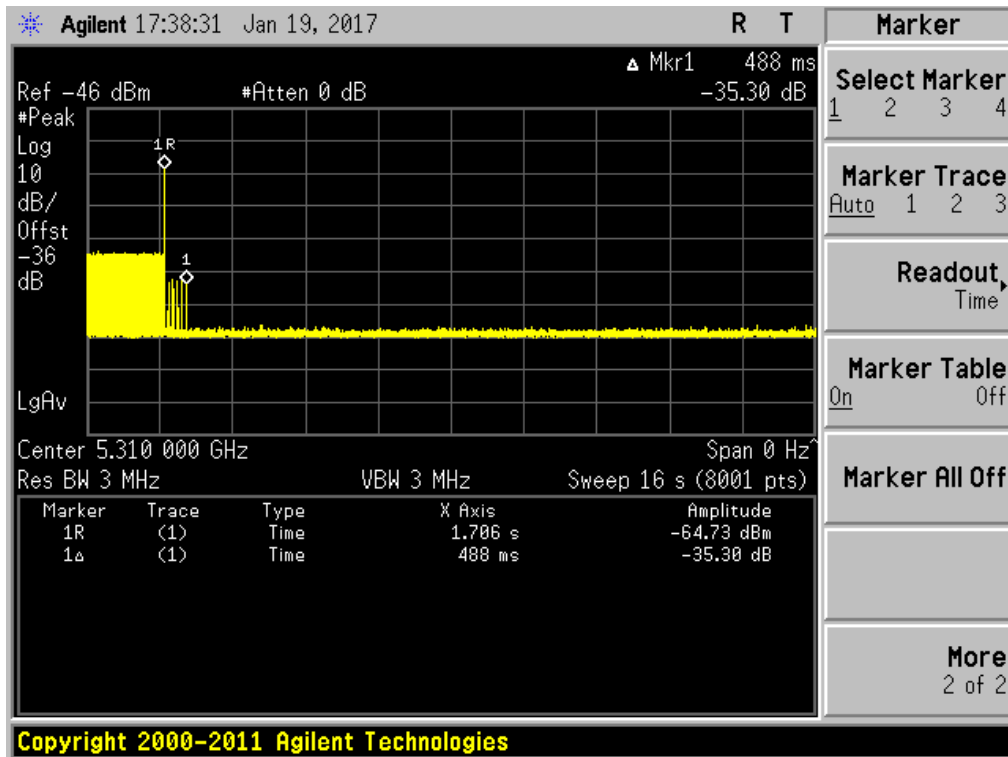 Agilent 17:38:31 Jan 19, 2017 R T
Marker
Δ Mkr1 488 ms
Ref -46 dBm #Atten 0 dB -35.30 dB
#Peak
Log
10
dB/
Offst
-36
dB
1R
1
LgAv
Center 5.310 000 GHz Span 0 Hz^
Res BW 3 MHz VBW 3 MHz Sweep 16 s (8001 pts)
Marker Trace Type X Axis Amplitude
1R (1) Time 1.706 s -64.73 dBm
1Δ (1) Time 488 ms -35.30 dB
Select Marker
1 2 3 4
Marker Trace
Auto 1 2 3
Readout
Time
Marker Table
On Off
Marker All Off
More
2 of 2
Copyright 2000-2011 Agilent Technologies